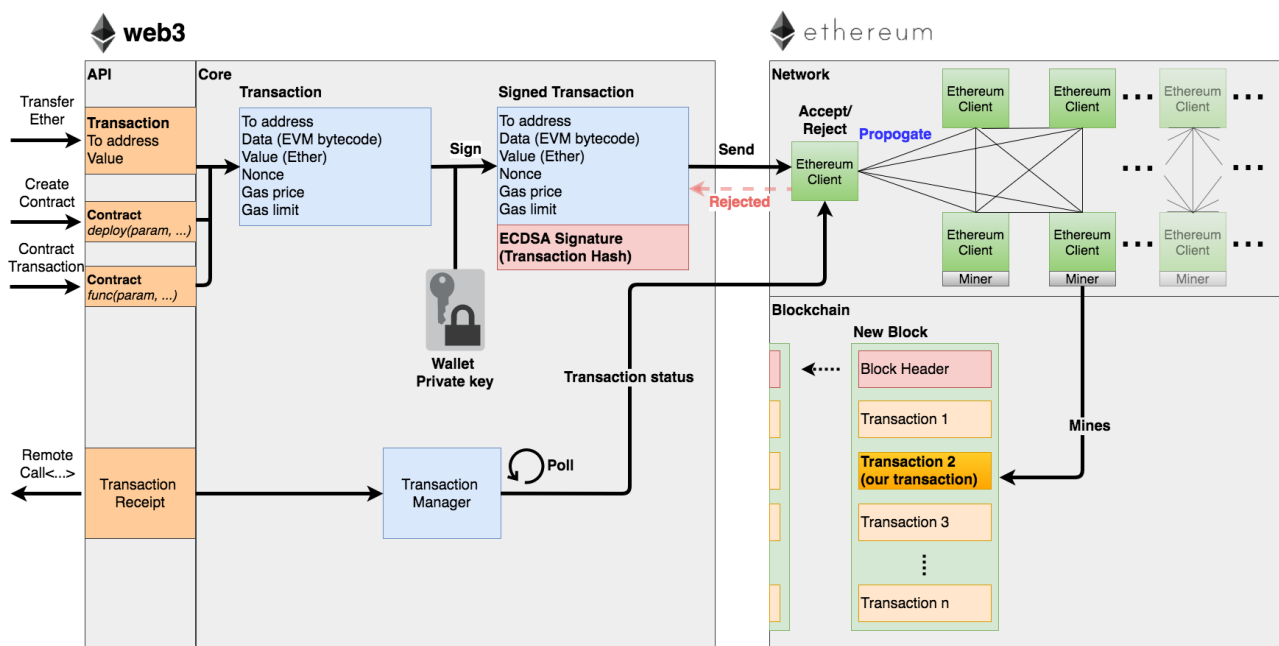 web3
ethereum
API
Core
Network
Transfer
Ether
Transaction
To address
Value
Create
Contract
Contract
deploy(param, ...)
Contract
Transaction
Contract
func(param, ...)
Transaction
To address
Data (EVM bytecode)
Value (Ether)
Nonce
Gas price
Gas limit
Sign
Wallet
Private key
Signed Transaction
To address
Data (EVM bytecode)
Value (Ether)
Nonce
Gas price
Gas limit
ECDSA Signature
(Transaction Hash)
Send
Rejected
Accept/
Reject
Ethereum
Client
Propogate
Ethereum
Client
Ethereum
Client
Ethereum
Client
Ethereum
Client
Miner
Ethereum
Client
Miner
Ethereum
Client
Miner
Transaction status
Remote
Call<...>
Transaction
Receipt
Transaction
Manager
Poll
Blockchain
New Block
Block Header
Transaction 1
Transaction 2
(our transaction)
Transaction 3
Transaction n
Mines